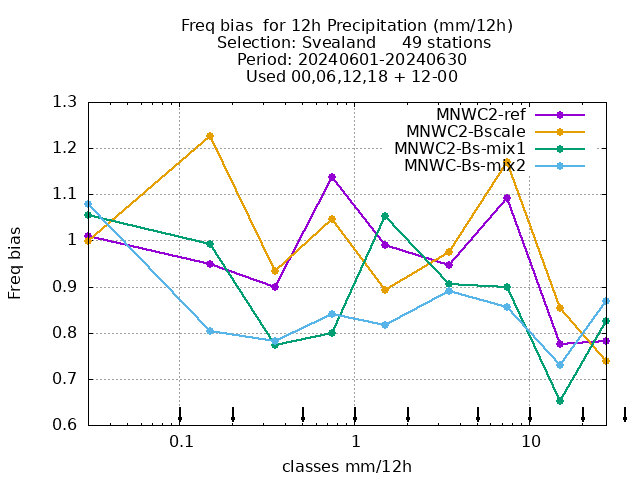 Freq bias  for 12h Precipitation (mm/12h)
Selection: Svealand     49 stations
Period: 20240601-20240630
Used 00,06,12,18 + 12-00
MNWC2-ref
MNWC2-Bscale
MNWC2-Bs-mix1
MNWC-Bs-mix2
1.3
1.2
1.1
1
0.9
0.8
0.7
0.6
Freq bias
0.1 1 10
classes mm/12h